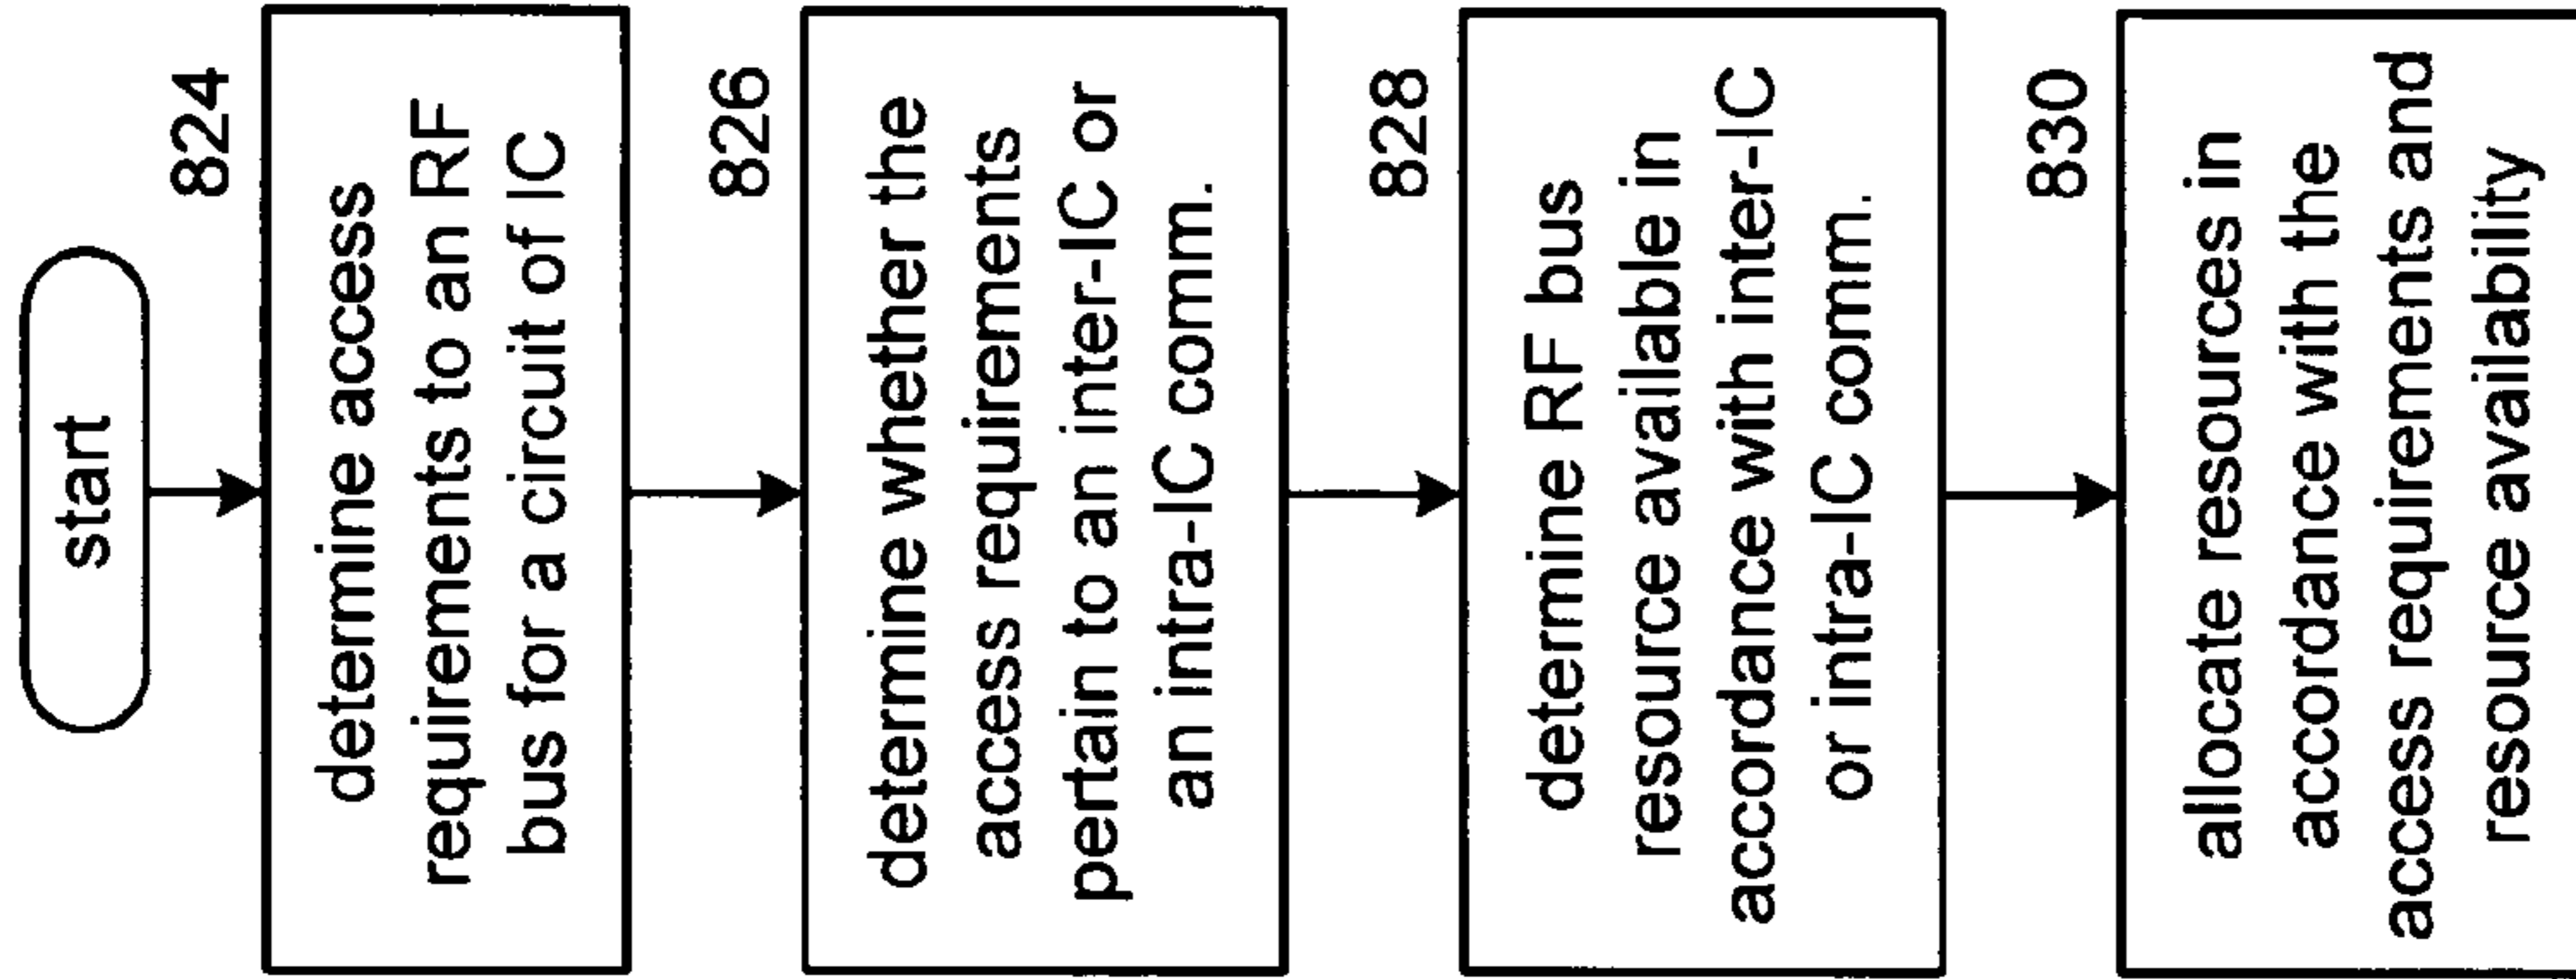 start
824
determine access
requirements to an RF
bus for a circuit of IC
826
determine whether the
access requirements
pertain to an inter-IC or
an intra-IC comm.
828
determine RF bus
resource available in
accordance with inter-IC
or intra-IC comm.
830
allocate resources in
accordance with the
access requirements and
resource availability